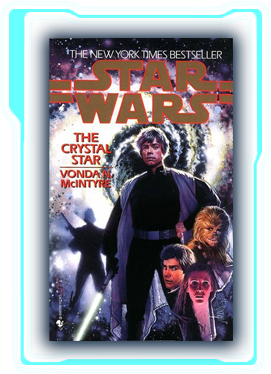 THE NEW YORK TIMES BESTSELLER
STAR
WARS
THE
CRYSTAL
STAR
VONDA N.
McINTYRE